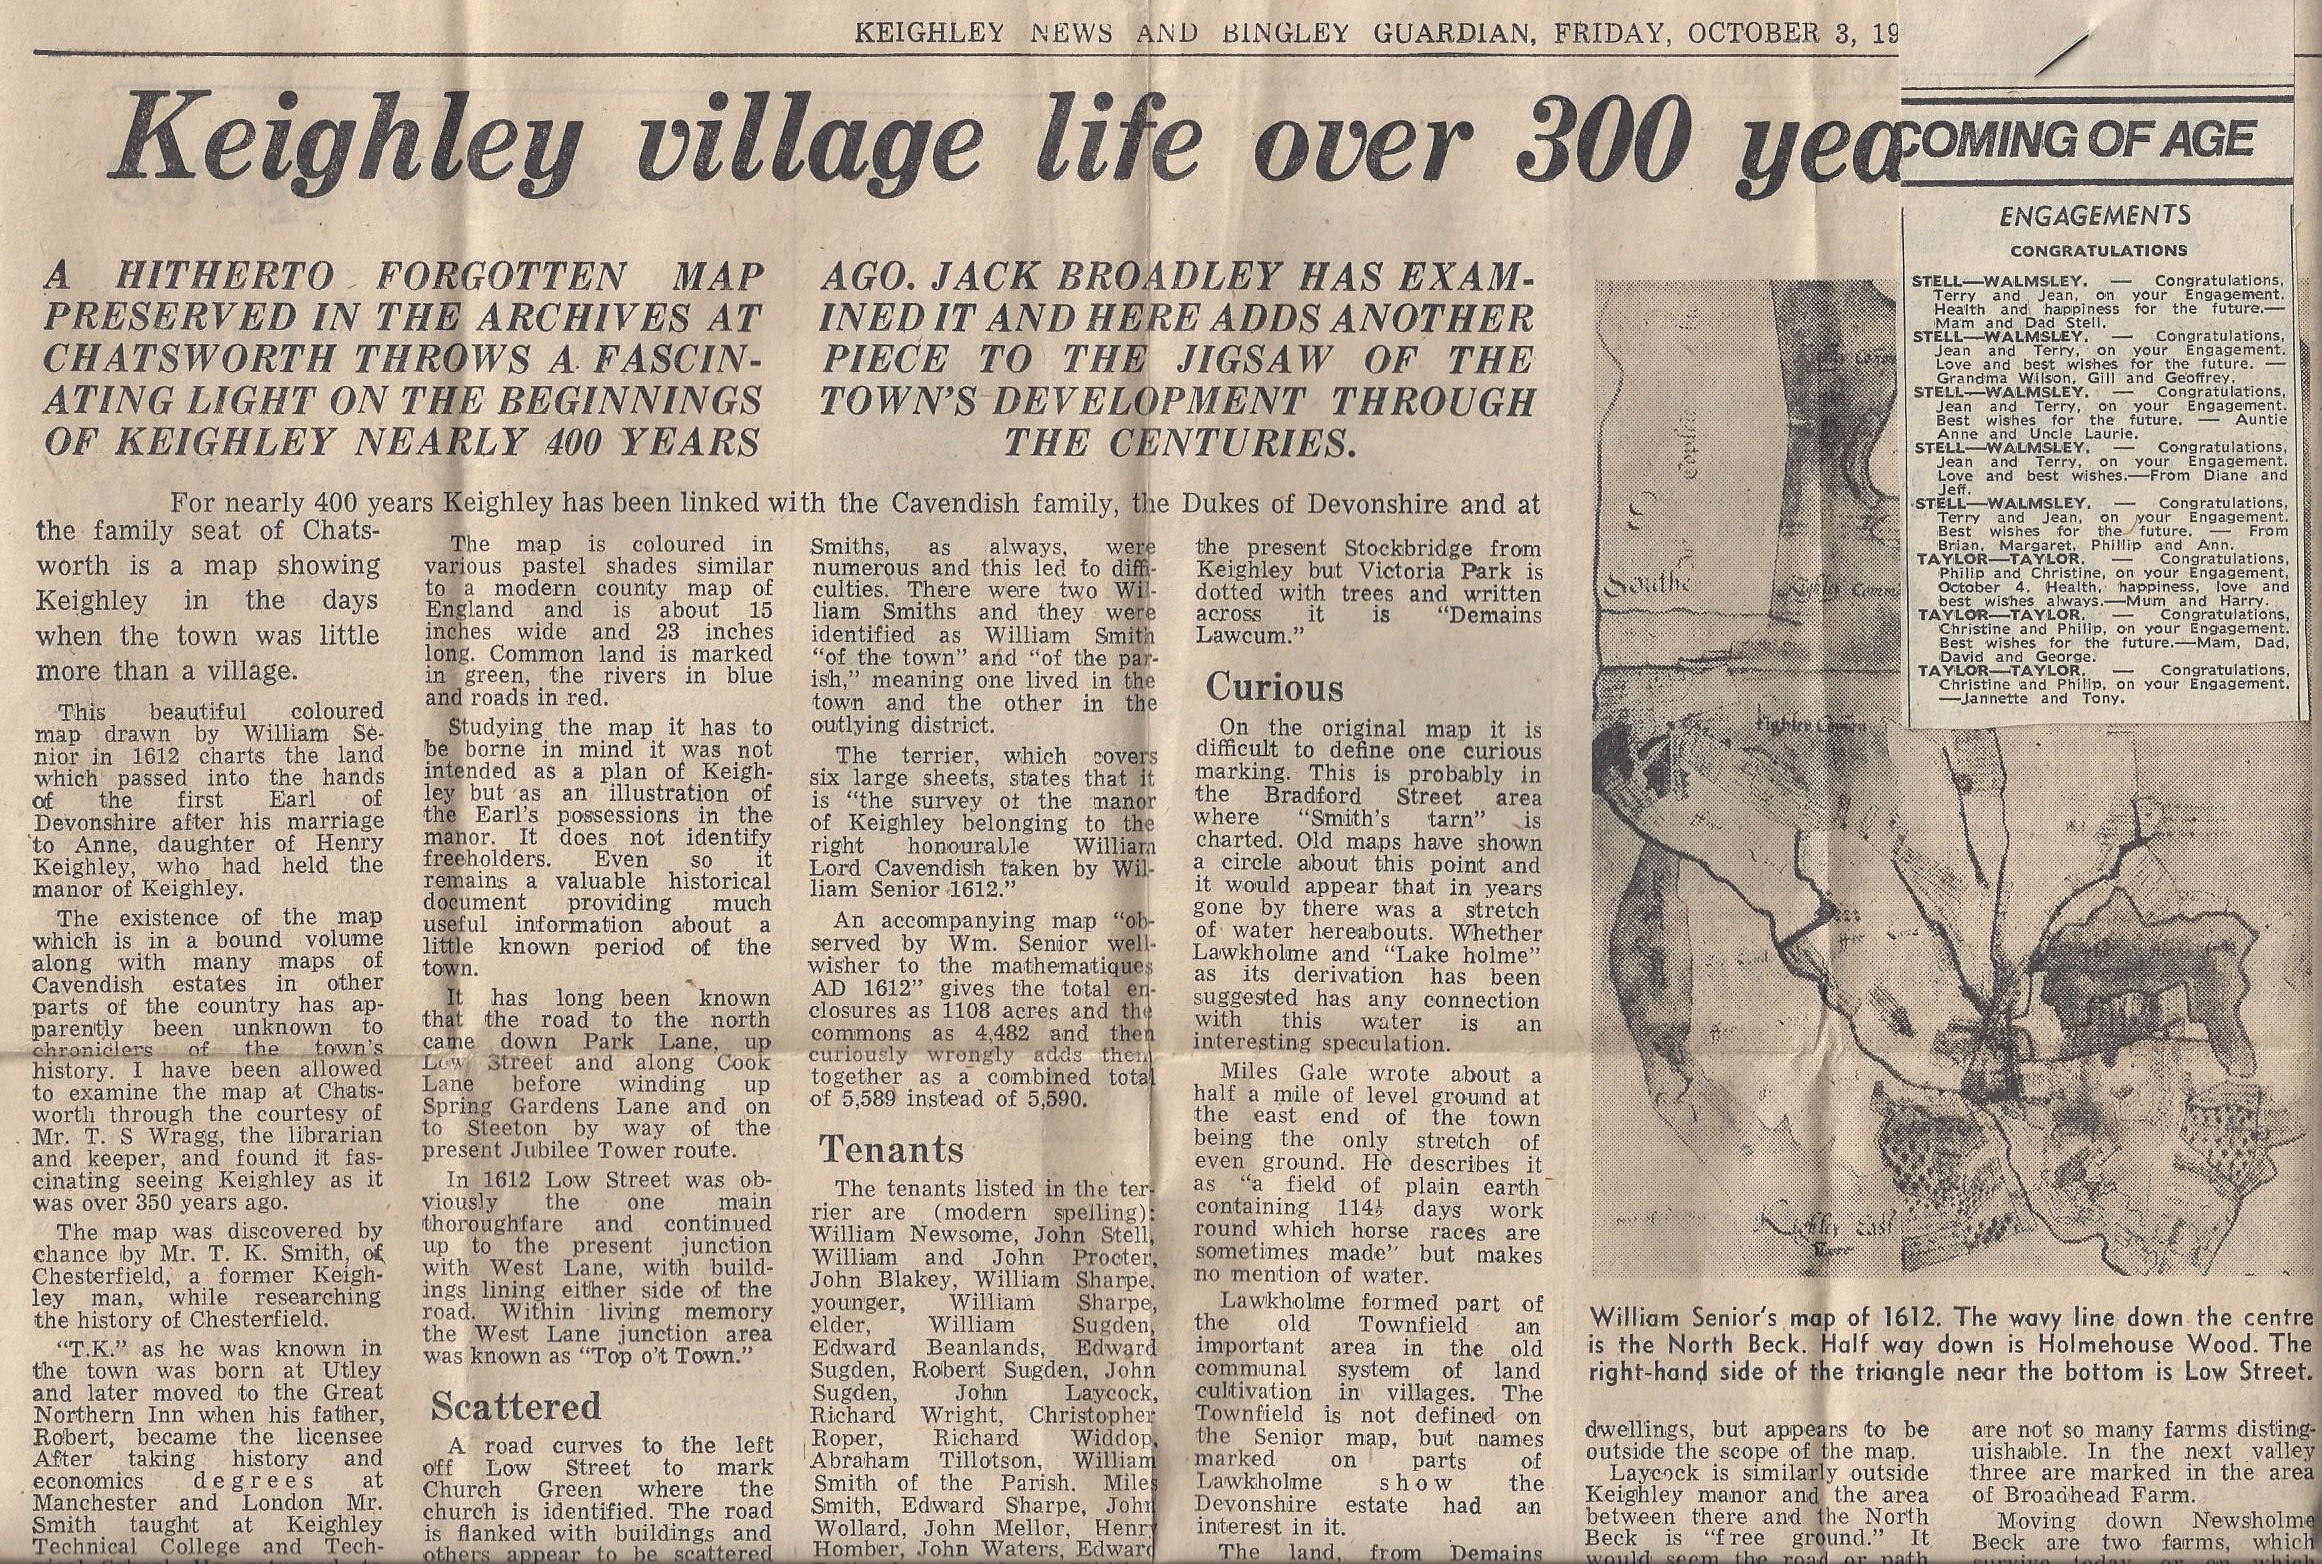 KEIGHLEY NEWS AND BINGLEY GUARDIAN, FRIDAY, OCTOBER 3, 19
Keighley village life over 300 yea
A HITHERTO FORGOTTEN MAP
PRESERVED IN THE ARCHIVES AT
CHATSWORTH THROWS A FASCIN-
ATING LIGHT ON THE BEGINNINGS
OF KEIGHLEY NEARLY 400 YEARS
AGO. JACK BROADLEY HAS EXAM-
INED IT AND HERE ADDS ANOTHER
PIECE TO THE JIGSAW OF THE
TOWN'S DEVELOPMENT THROUGH
THE CENTURIES.
For nearly 400 years Keighley has been linked with the Cavendish family, the Dukes of Devonshire and at
the family seat of Chats-
worth is a map showing
Keighley in the days
when the town was little
more than a village.
This beautiful coloured
map drawn by William Se-
nior in 1612 charts the land
which passed into the hands
of the first Earl of
Devonshire after his marriage
to Anne, daughter of Henry
Keighley, who had held the
manor of Keighley.
The existence of the map
which is in a bound volume
along with many maps of
Cavendish estates in other
parts of the country has ap-
parently been unknown to
chroniclers of the town's
history. I have been allowed
to examine the map at Chats-
worth through the courtesy of
Mr. T. S Wragg, the librarian
and keeper, and found it fas-
cinating seeing Keighley as it
was over 350 years ago.
The map was discovered by
chance by Mr. T. K. Smith, of
Chesterfield, a former Keigh-
ley man, while researching
the history of Chesterfield.
"T.K." as he was known in
the town was born at Utley
and later moved to the Great
Northern Inn when his father,
Robert, became the licensee
After taking history and
economics degrees at
Manchester and London Mr.
Smith taught at Keighley
Technical College and Tech-
The map is coloured in
various pastel shades similar
to a modern county map of
England and is about 15
inches wide and 23 inches
long. Common land is marked
in green, the rivers in blue
and roads in red.
Studying the map it has to
be borne in mind it was not
intended as a plan of Keigh-
ley but as an illustration of
the Earl's possessions in the
manor. It does not identify
freeholders. Even so it
remains a valuable historical
document providing much
useful information about a
little known period of the
town.
It has long been known
that the road to the north
came down Park Lane, up
Low Street and along Cook
Lane before winding up
Spring Gardens Lane and on
to Steeton by way of the
present Jubilee Tower route.
In 1612 Low Street was ob-
viously the one main
thoroughfare and continued
up to the present junction
with West Lane, with build-
ings lining either side of the
road. Within living memory
the West Lane junction area
was known as "Top o't Town."
Scattered
A road curves to the left
off Low Street to mark
Church Green where the
church is identified. The road
is flanked with buildings and
others appear to be scattered
Smiths, as always, were
numerous and this led to diffi-
culties. There were two Wil-
liam Smiths and they were
identified as William Smith
"of the town" and "of the par-
ish," meaning one lived in the
town and the other in the
outlying district.
The terrier, which covers
six large sheets, states that it
is "the survey of the manor
of Keighley belonging to the
right honourable William
Lord Cavendish taken by Wil-
liam Senior 1612."
An accompanying map "ob-
served by Wm. Senior well-
wisher to the mathematiques
AD 1612" gives the total en-
closures as 1108 acres and the
commons as 4,482 and then
curiously wrongly adds them
together as a combined total
of 5,589 instead of 5,590.
Tenants
The tenants listed in the ter-
rier are (modern spelling):
William Newsome, John Stell,
William and John Procter,
John Blakey, William Sharpe,
younger, William Sharpe,
elder, William Sugden,
Edward Beanlands, Edward
Sugden, Robert Sugden, John
Sugden, John Laycock,
Richard Wright, Christopher
Roper, Richard Widdop,
Abraham Tillotson, William
Smith of the Parish. Miles
Smith, Edward Sharpe, John
Wollard, John Mellor, Henry
Homber, John Waters, Edward
the present Stockbridge from
Keighley but Victoria Park is
dotted with trees and written
across it is "Demains
Lawcum."
Curious
On the original map it is
difficult to define one curious
marking. This is probably in
the Bradford Street area
where "Smith's tarn" is
charted. Old maps have shown
a circle about this point and
it would appear that in years
gone by there was a stretch
of water hereabouts. Whether
Lawkholme and "Lake holme"
as its derivation has been
suggested has any connection
with this water is an
interesting speculation.
Miles Gale wrote about a
half a mile of level ground at
the east end of the town
being the only stretch of
even ground. He describes it
as "a field of plain earth
containing 114½ days work
round which horse races are
sometimes made" but makes
no mention of water.
Lawkholme formed part of
the old Townfield an
important area in the old
communal system of land
cultivation in villages. The
Townfield is not defined on
the Senior map, but names
marked on parts of
Lawkholme show the
Devonshire estate had an
interest in it.
The land, from Demains
Southe
Kighley East
William Senior's map of 1612. The wavy line down the centre
is the North Beck. Half way down is Holmehouse Wood. The
right-hand side of the triangle near the bottom is Low Street.
dwellings, but appears to be
outside the scope of the map.
Laycock is similarly outside
Keighley manor and the area
between there and the North
Beck is "free ground." It
would seem the road or path
are not so many farms disting-
uishable. In the next valley
three are marked in the area
of Broadhead Farm.
Moving down Newsholme
Beck are two farms, which
COMING OF AGE
ENGAGEMENTS
CONGRATULATIONS
STELL—WALMSLEY. — Congratulations,
Terry and Jean, on your Engagement.
Health and happiness for the future.—
Mam and Dad Stell.
STELL—WALMSLEY. — Congratulations,
Jean and Terry, on your Engagement.
Love and best wishes for the future. —
Grandma Wilson, Gill and Geoffrey.
STELL—WALMSLEY. — Congratulations,
Jean and Terry, on your Engagement.
Best wishes for the future. — Auntie
Anne and Uncle Laurie.
STELL—WALMSLEY. — Congratulations,
Jean and Terry, on your Engagement.
Love and best wishes.—From Diane and
Jeff.
STELL—WALMSLEY. — Congratulations,
Terry and Jean, on your Engagement.
Best wishes for the future. — From
Brian, Margaret, Phillip and Ann.
TAYLOR—TAYLOR. — Congratulations,
Philip and Christine, on your Engagement,
October 4. Health, happiness, love and
best wishes always.—Mum and Harry.
TAYLOR—TAYLOR. — Congratulations,
Christine and Philip, on your Engagement.
Best wishes for the future.—Mam, Dad,
David and George.
TAYLOR—TAYLOR. — Congratulations,
Christine and Philip, on your Engagement.
—Jannette and Tony.